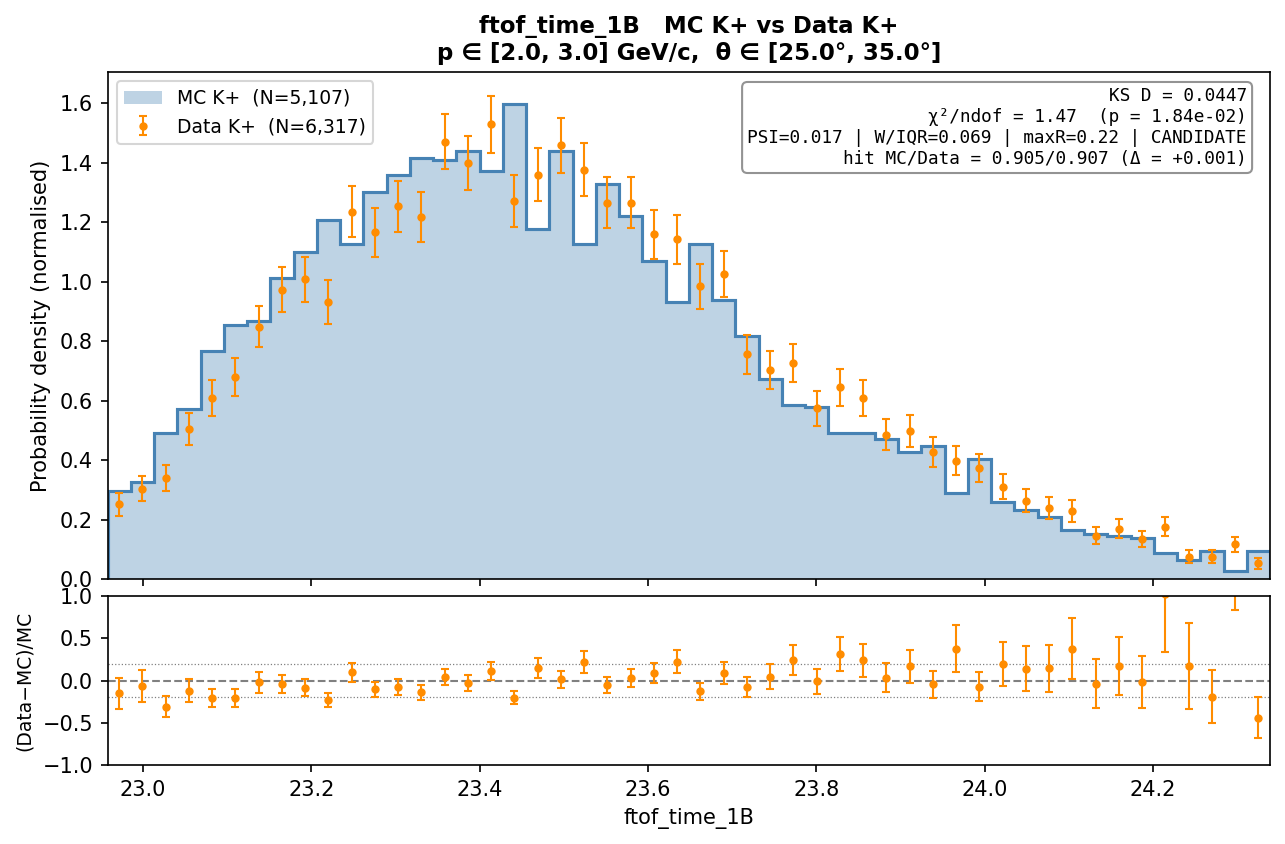 ftof_time_1B   MC K+ vs Data K+
p ∈ [2.0, 3.0] GeV/c,  θ ∈ [25.0°, 35.0°]
MC K+  (N=5,107)
Data K+  (N=6,317)
KS D = 0.0447
χ²/ndof = 1.47  (p = 1.84e-02)
PSI=0.017 | W/IQR=0.069 | maxR=0.22 | CANDIDATE
hit MC/Data = 0.905/0.907 (Δ = +0.001)
Probability density (normalised)
1.6
1.4
1.2
1.0
0.8
0.6
0.4
0.2
0.0
(Data−MC)/MC
1.0
0.5
0.0
−0.5
−1.0
23.0 23.2 23.4 23.6 23.8 24.0 24.2
ftof_time_1B